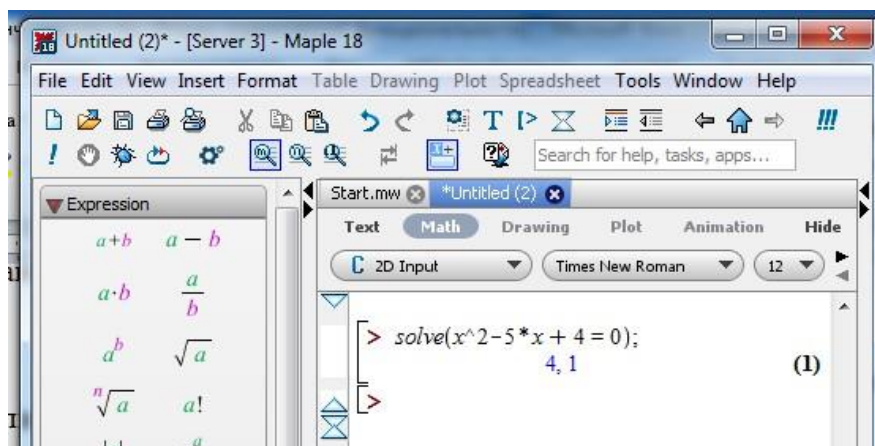 Untitled (2)* - [Server 3] - Maple 18
File Edit View Insert Format Table Drawing Plot Spreadsheet Tools Window Help
Search for help, tasks, apps...
Expression
a+b a − b
a·b a/b
a^b √a
n√a a!
Start.mw *Untitled (2)
Text Math Drawing Plot Animation Hide
C 2D Input Times New Roman 12
> solve(x^2−5*x + 4 = 0);
4, 1 (1)
>